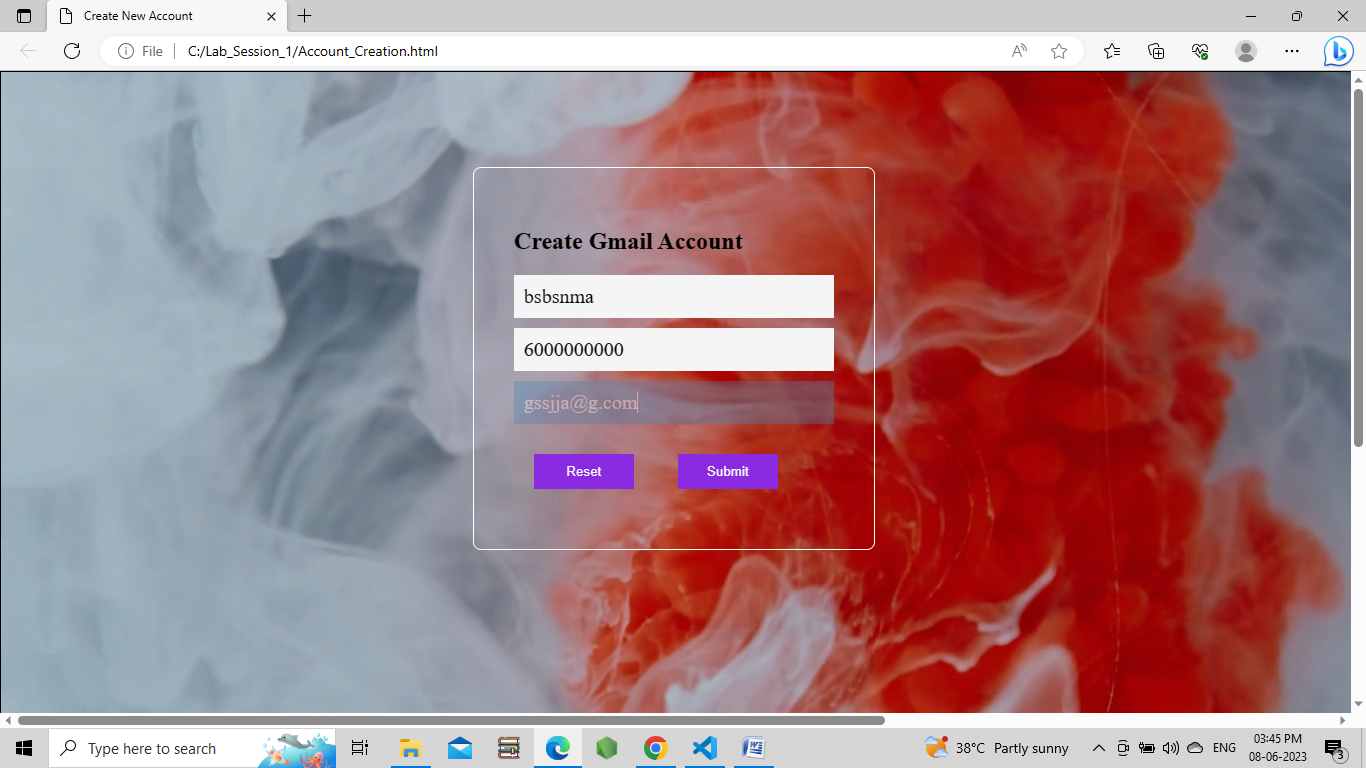 Create New Account
File
C:/Lab_Session_1/Account_Creation.html
Create Gmail Account
bsbsnma
6000000000
gssjja@g.com
Reset
Submit
Type here to search
38°C Partly sunny
ENG
03:45 PM
08-06-2023
3